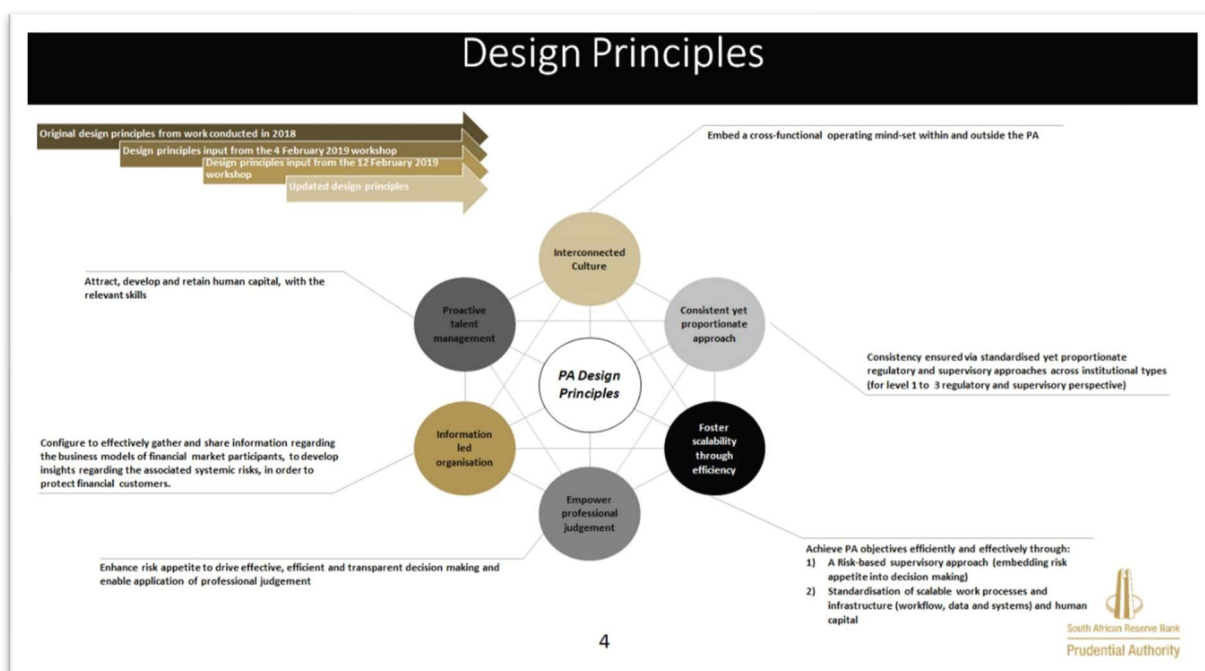 Design Principles
Original design principles from work conducted in 2018
Design principles input from the 4 February 2019 workshop
Design principles input from the 12 February 2019
workshop
Updated design principles
Embed a cross-functional operating mind-set within and outside the PA
Interconnected
Culture
Attract, develop and retain human capital, with the
relevant skills
Proactive
talent
management
Consistent yet
proportionate
approach
Consistency ensured via standardised yet proportionate
regulatory and supervisory approaches across institutional types
(for level 1 to 3 regulatory and supervisory perspective)
PA Design
Principles
Information
led
organisation
Foster
scalability
through
efficiency
Configure to effectively gather and share information regarding
the business models of financial market participants, to develop
insights regarding the associated systemic risks, in order to
protect financial customers.
Empower
professional
judgement
Enhance risk appetite to drive effective, efficient and transparent decision making and
enable application of professional judgement
Achieve PA objectives efficiently and effectively through:
1) A Risk-based supervisory approach (embedding risk
appetite into decision making)
2) Standardisation of scalable work processes and
infrastructure (workflow, data and systems) and human
capital
4
South African Reserve Bank
Prudential Authority